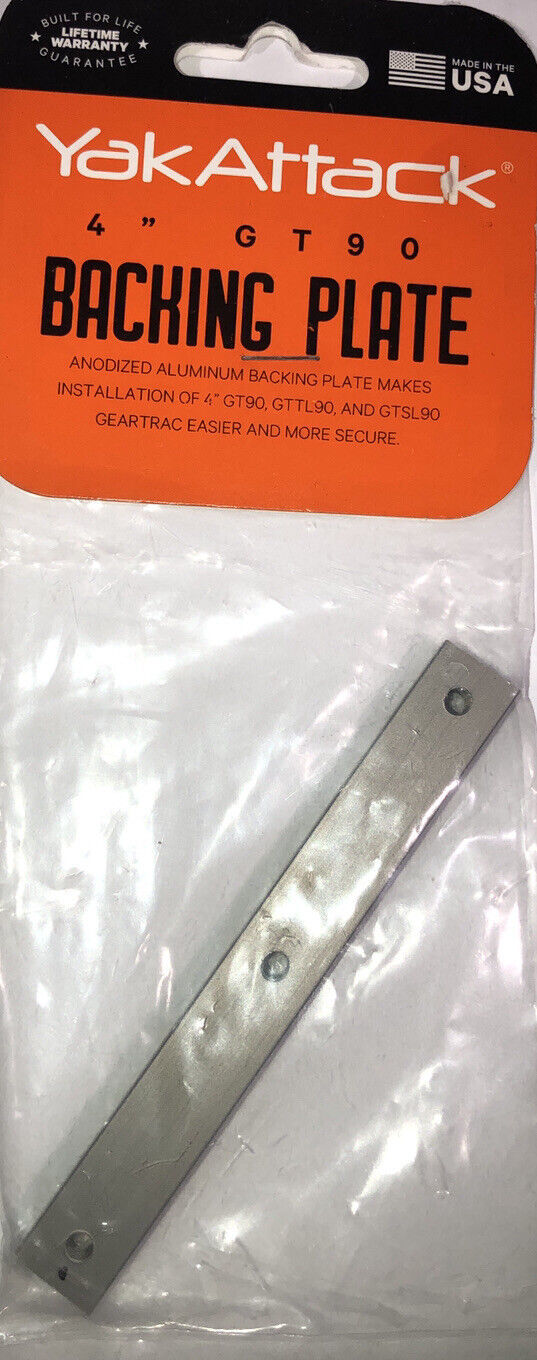 BUILT FOR LIFE
LIFETIME
WARRANTY
GUARANTEE
MADE IN THE
USA
YakAttack®
4" GT90
BACKING PLATE
ANODIZED ALUMINUM BACKING PLATE MAKES
INSTALLATION OF 4" GT90, GTTL90, AND GTSL90
GEARTRAC EASIER AND MORE SECURE.